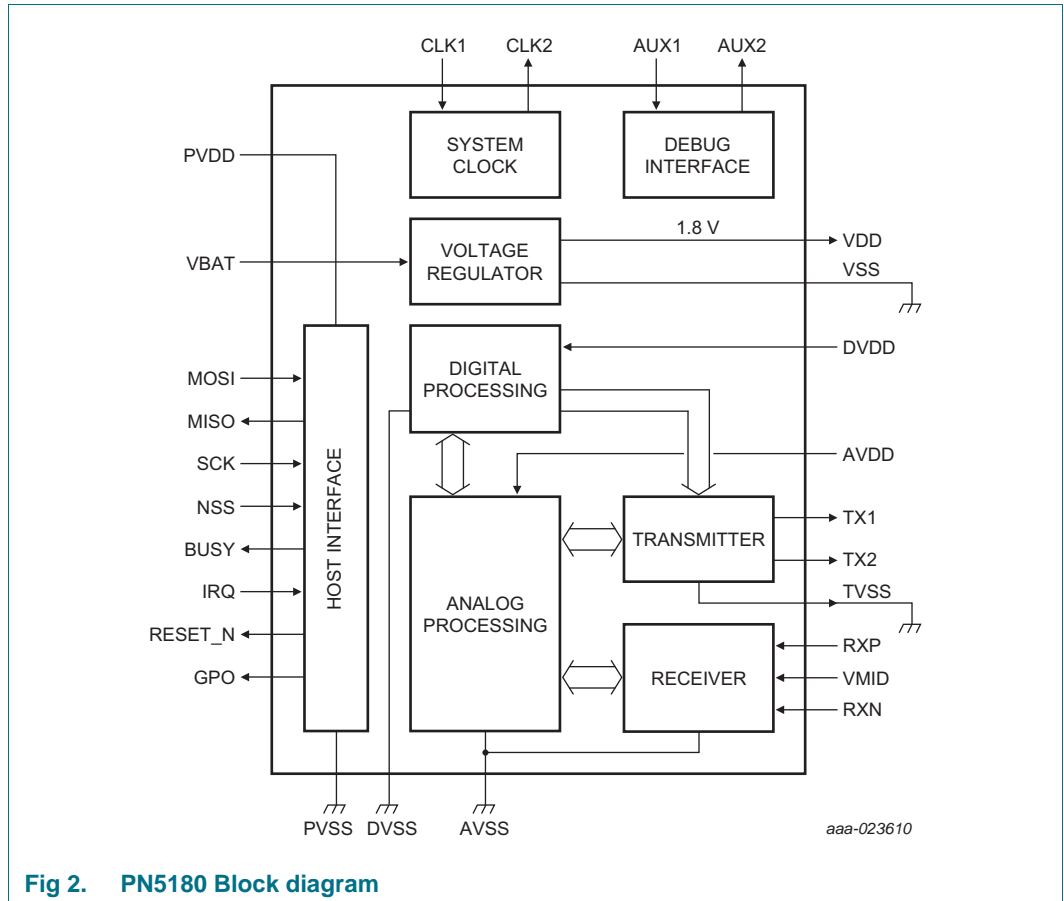 CLK1 CLK2 AUX1 AUX2
SYSTEM
CLOCK
DEBUG
INTERFACE
PVDD
1.8 V
VDD
VBAT
VOLTAGE
REGULATOR
VSS
DVDD
DIGITAL
PROCESSING
MOSI
MISO
SCK
NSS
BUSY
IRQ
RESET_N
GPO
HOST INTERFACE
AVDD
TX1
TRANSMITTER
TX2
TVSS
ANALOG
PROCESSING
RXP
RECEIVER
VMID
RXN
PVSS DVSS AVSS
aaa-023610
Fig 2. PN5180 Block diagram